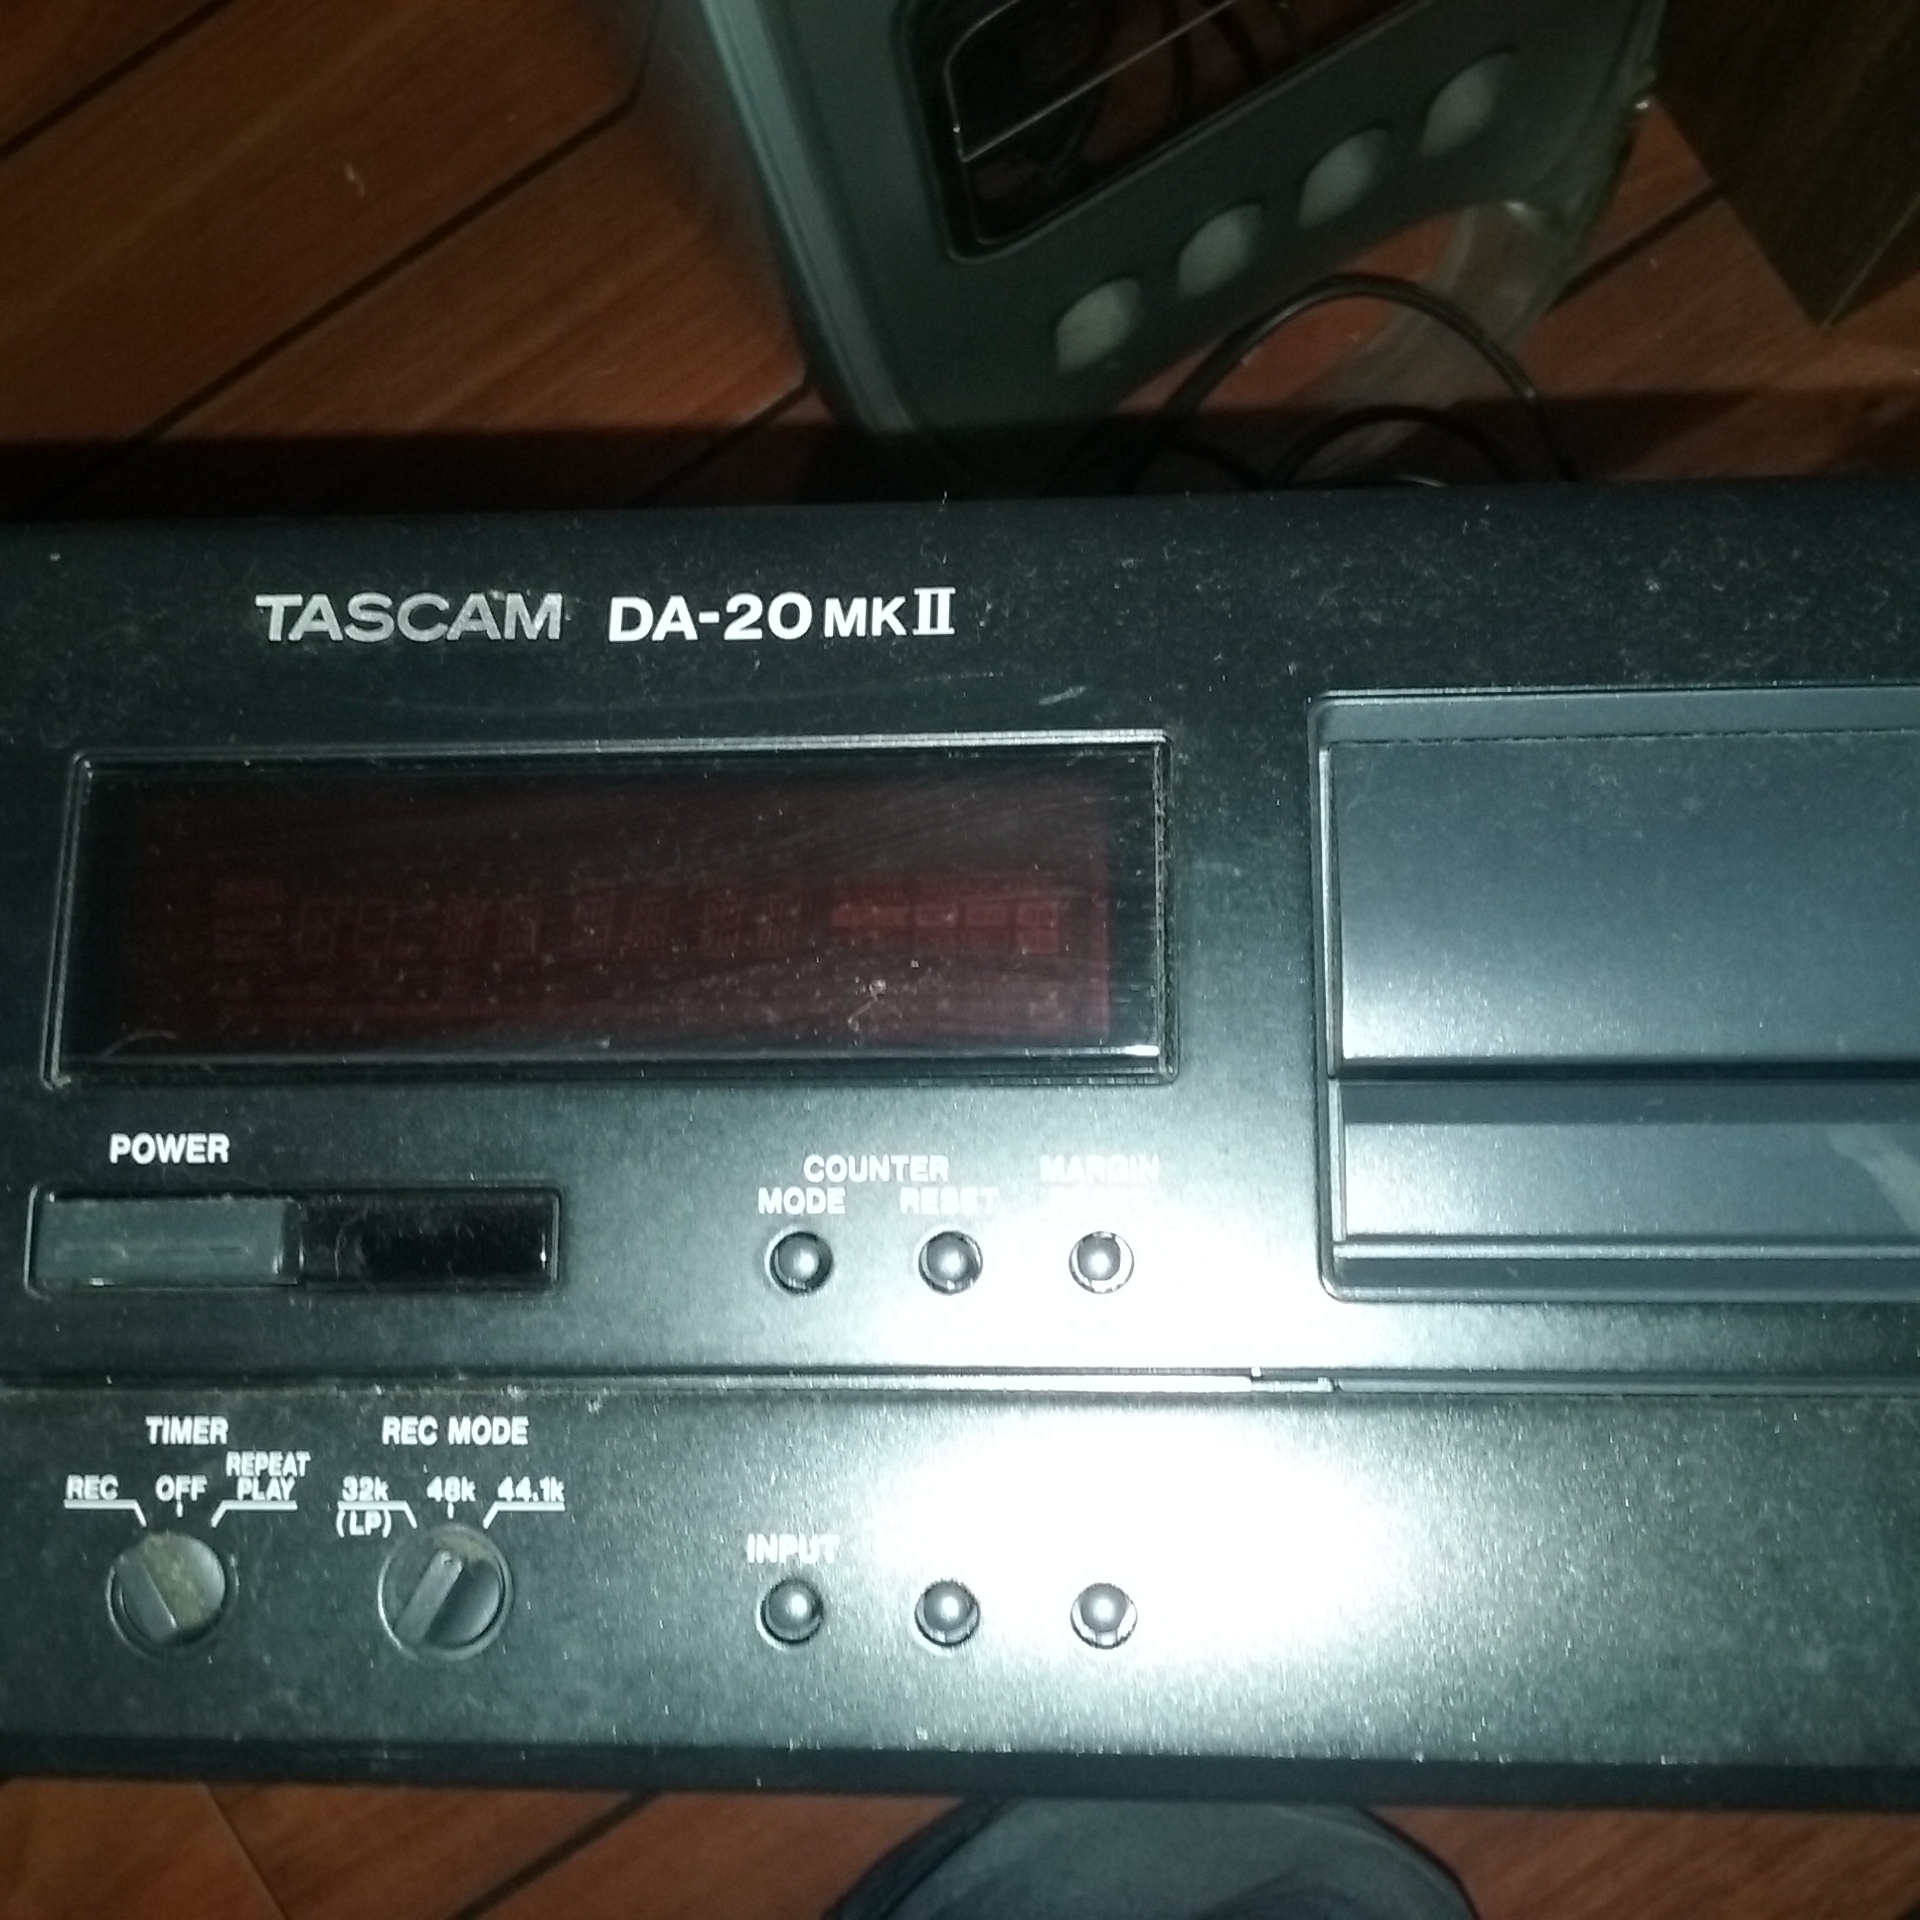 TASCAM DA-20 MKII
POWER
COUNTER MARGIN
MODE RESET
TIMER REC MODE
REPEAT
REC OFF PLAY 32k 48k 44.1k
(LP)
INPUT